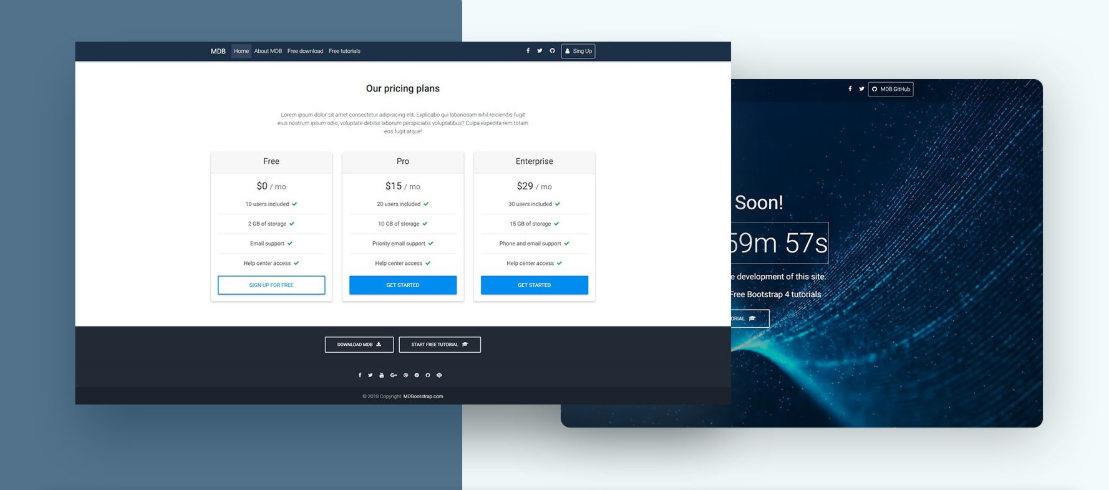 MDB Home About MDB Free download Free tutorials Sing Up
Our pricing plans
Lorem ipsum dolor sit amet consectetur adipisicing elit. Explicabo qui laboriosam nihil reiciendis fugit
eius nostrum ipsum odio, voluptate debitis laborum perspiciatis voluptatibus? Culpa expedita rem totam
eos fugit atque!
Free
$0 / mo
10 users included
2 GB of storage
Email support
Help center access
SIGN UP FOR FREE
Pro
$15 / mo
20 users included
10 GB of storage
Priority email support
Help center access
GET STARTED
Enterprise
$29 / mo
30 users included
15 GB of storage
Phone and email support
Help center access
GET STARTED
DOWNLOAD MDB START FREE TUTORIAL
© 2018 Copyright: MDBootstrap.com
MDB GitHub
Soon!
59m 57s
e development of this site.
Free Bootstrap 4 tutorials
ORIAL